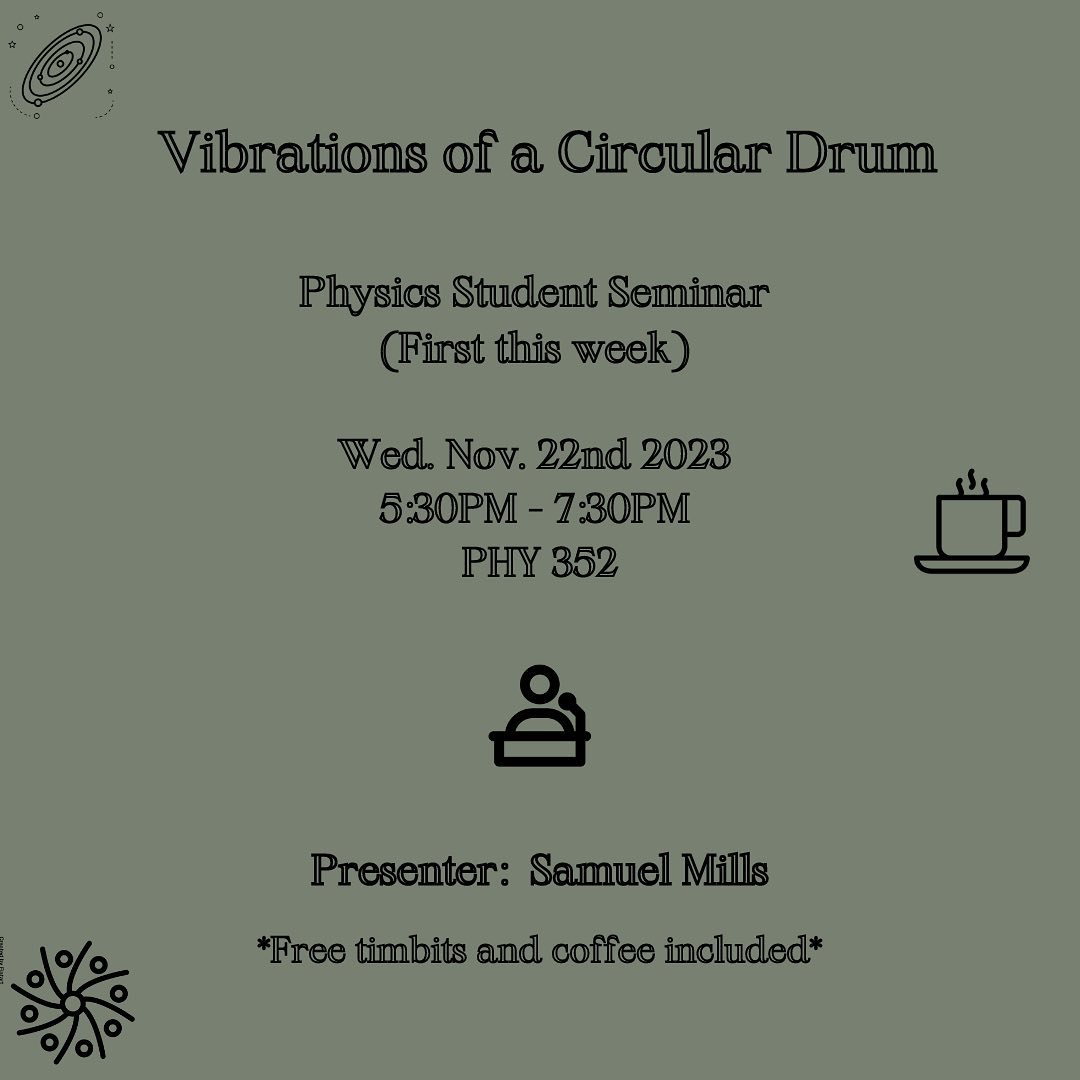 Vibrations of a Circular Drum
Physics Student Seminar
(First this week)
Wed. Nov. 22nd 2023
5:30PM - 7:30PM
PHY 352
Presenter: Samuel Mills
*Free timbits and coffee included*